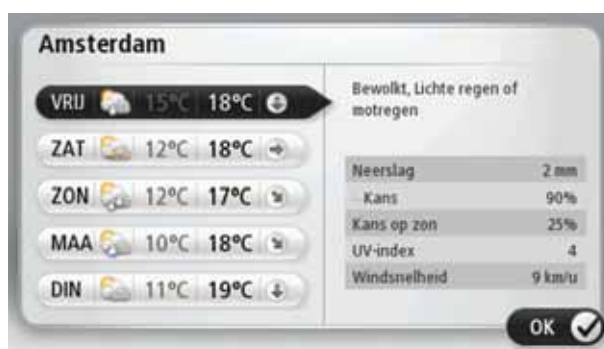 Amsterdam
VRIJ 15°C 18°C
ZAT 12°C 18°C
ZON 12°C 17°C
MAA 10°C 18°C
DIN 11°C 19°C
Bewolkt, Lichte regen of
motregen
Neerslag 2 mm
Kans 90%
Kans op zon 25%
UV-index 4
Windsnelheid 9 km/u
OK